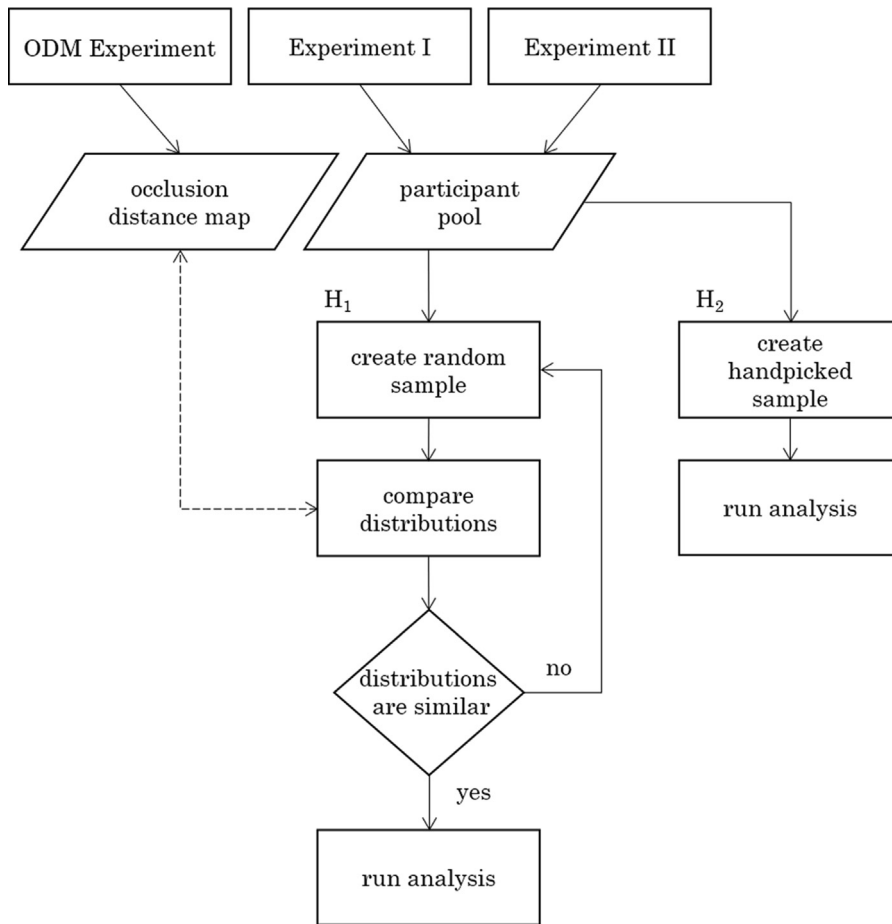 ODM Experiment
Experiment I
Experiment II
occlusion
distance map
participant
pool
H₁
H₂
create random
sample
create
handpicked
sample
compare
distributions
run analysis
distributions
are similar
no
yes
run analysis